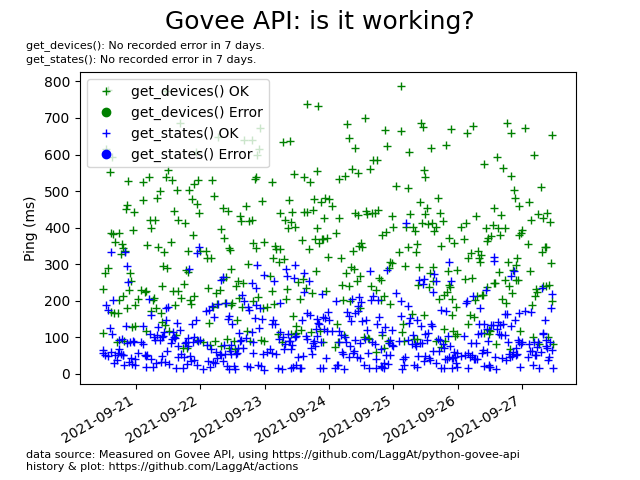 Govee API: is it working?
get_devices(): No recorded error in 7 days.
get_states(): No recorded error in 7 days.
800
700
600
500
400
300
200
100
0
Ping (ms)
get_devices() OK
get_devices() Error
get_states() OK
get_states() Error
2021-09-21
2021-09-22
2021-09-23
2021-09-24
2021-09-25
2021-09-26
2021-09-27
data source: Measured on Govee API, using https://github.com/LaggAt/python-govee-api
history & plot: https://github.com/LaggAt/actions